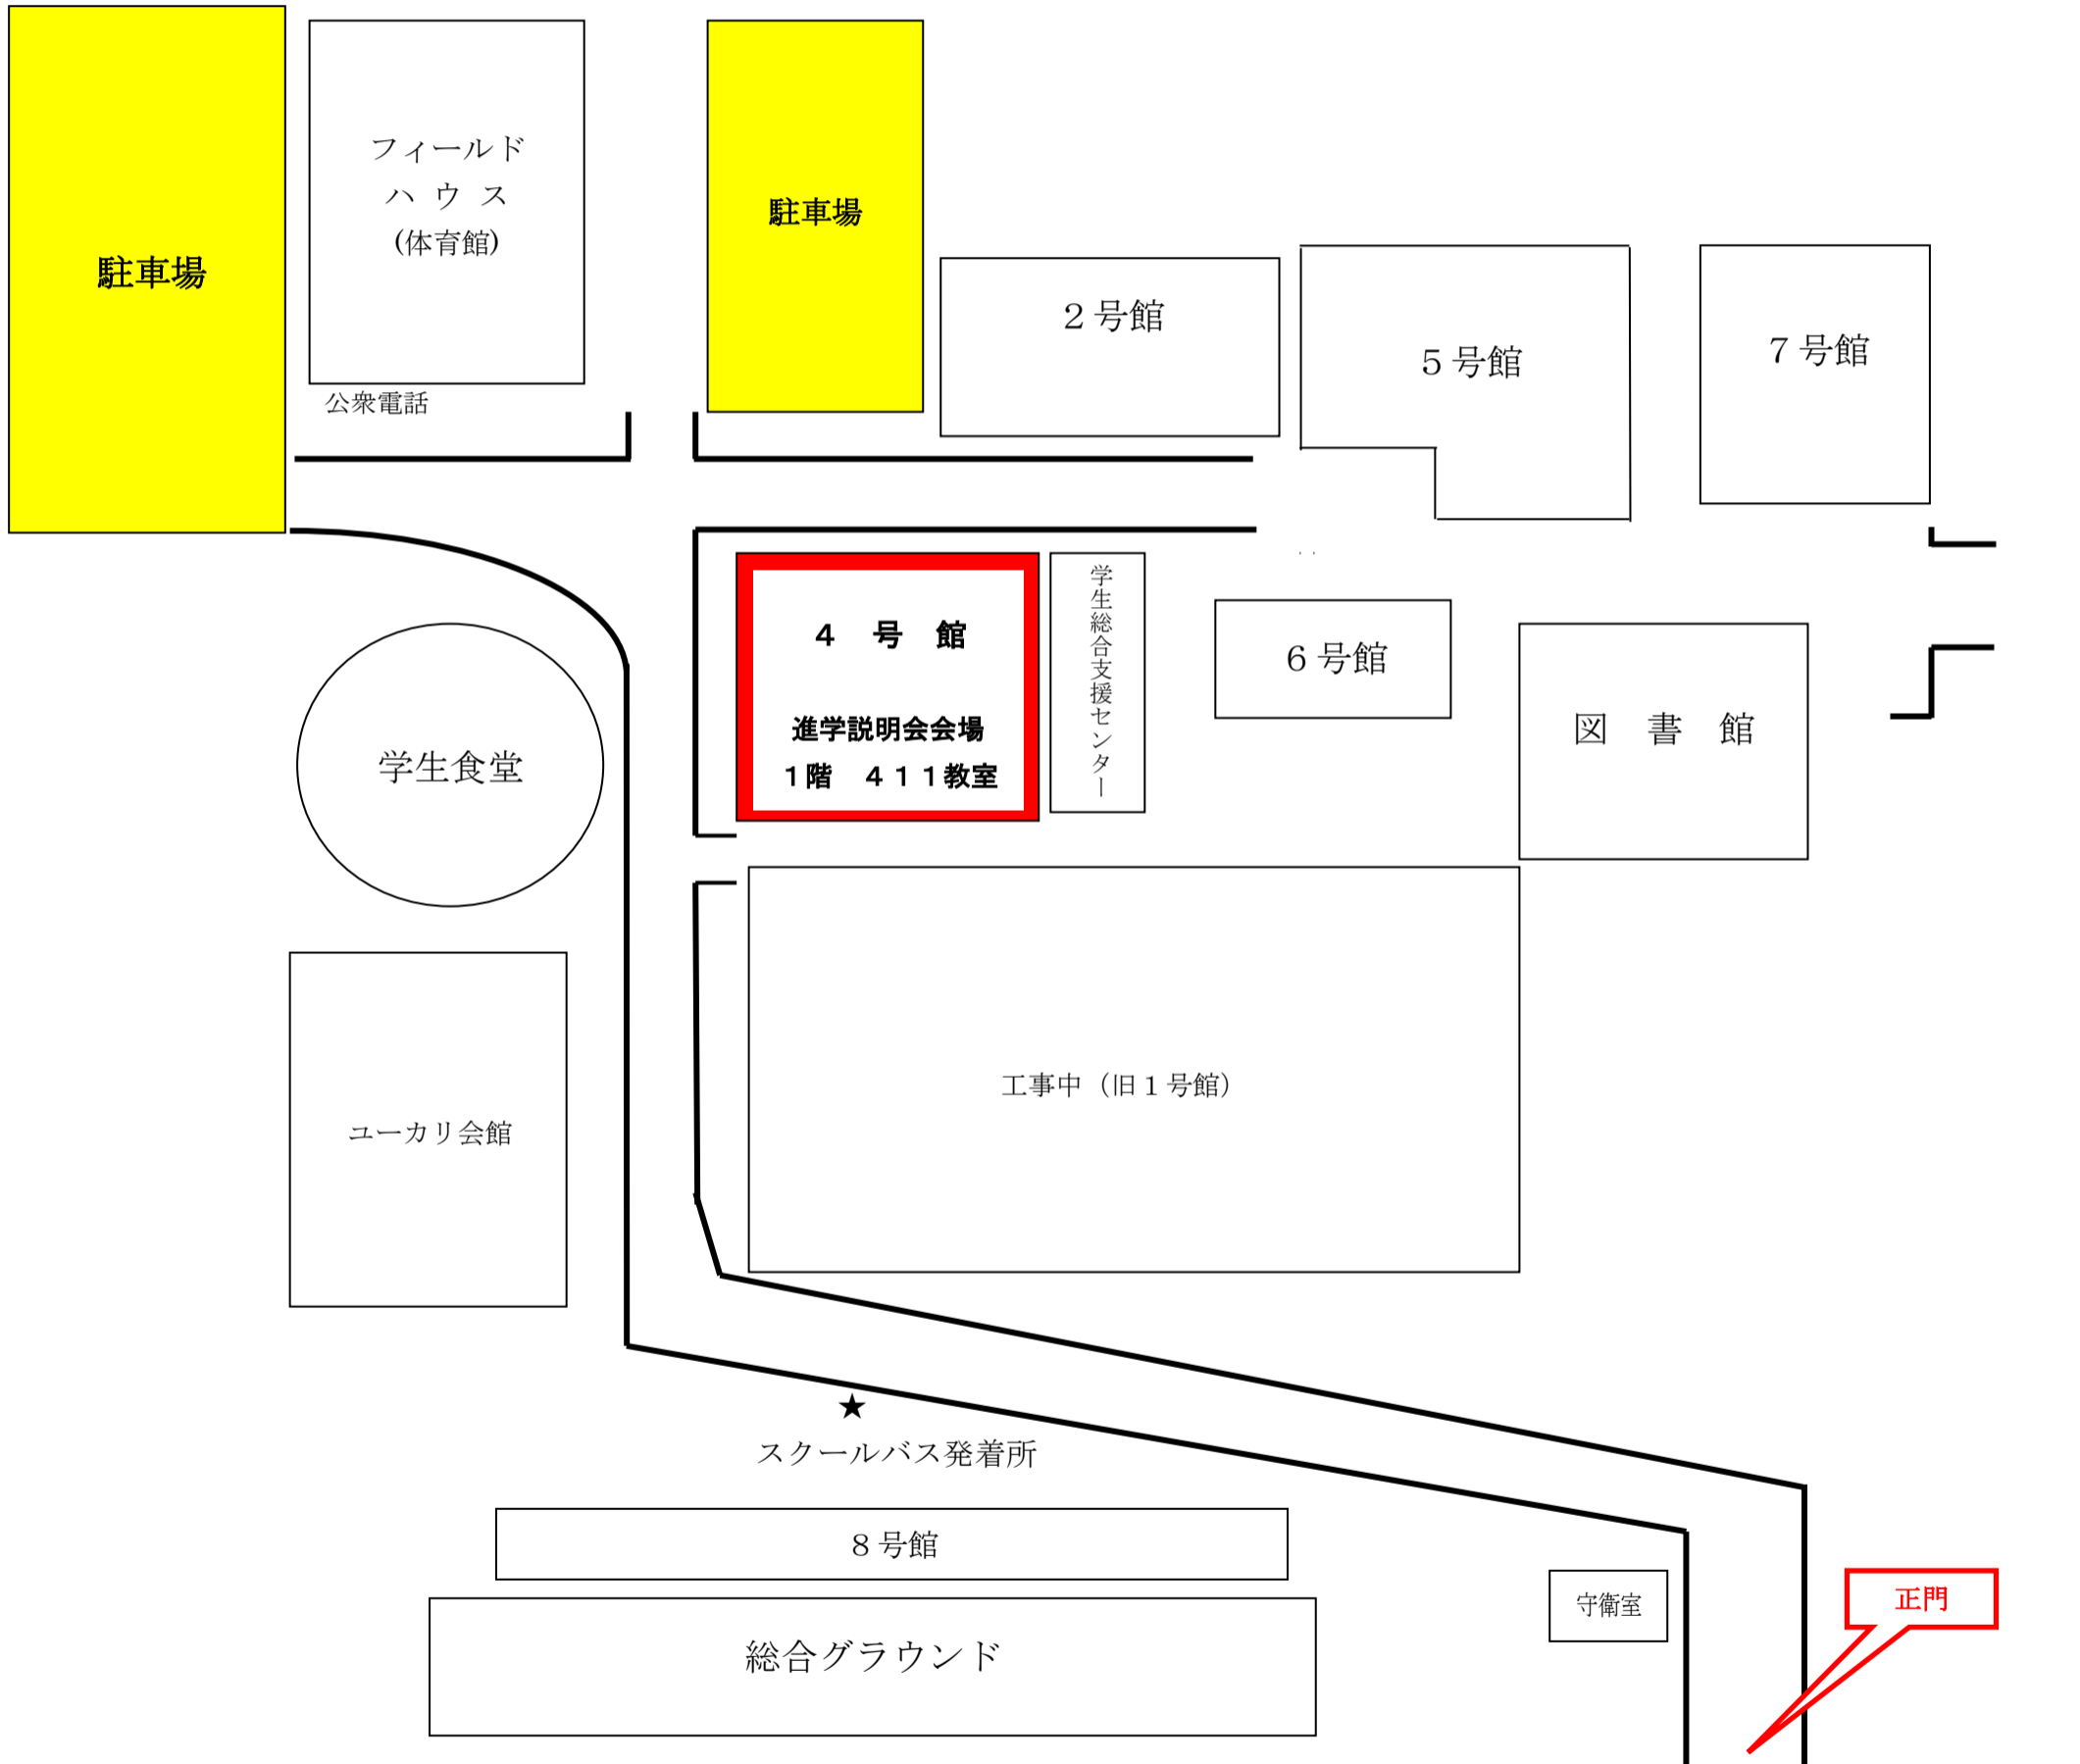 フィールド
ハ ウ ス
(体育館)
駐車場
駐車場
公衆電話
２号館
５号館
７号館
４　号　館
進学説明会会場
１階　４１１教室
学生総合支援センター
６号館
図　書　館
学生食堂
工事中（旧１号館）
ユーカリ会館
★
スクールバス発着所
８号館
総合グラウンド
守衛室
正門